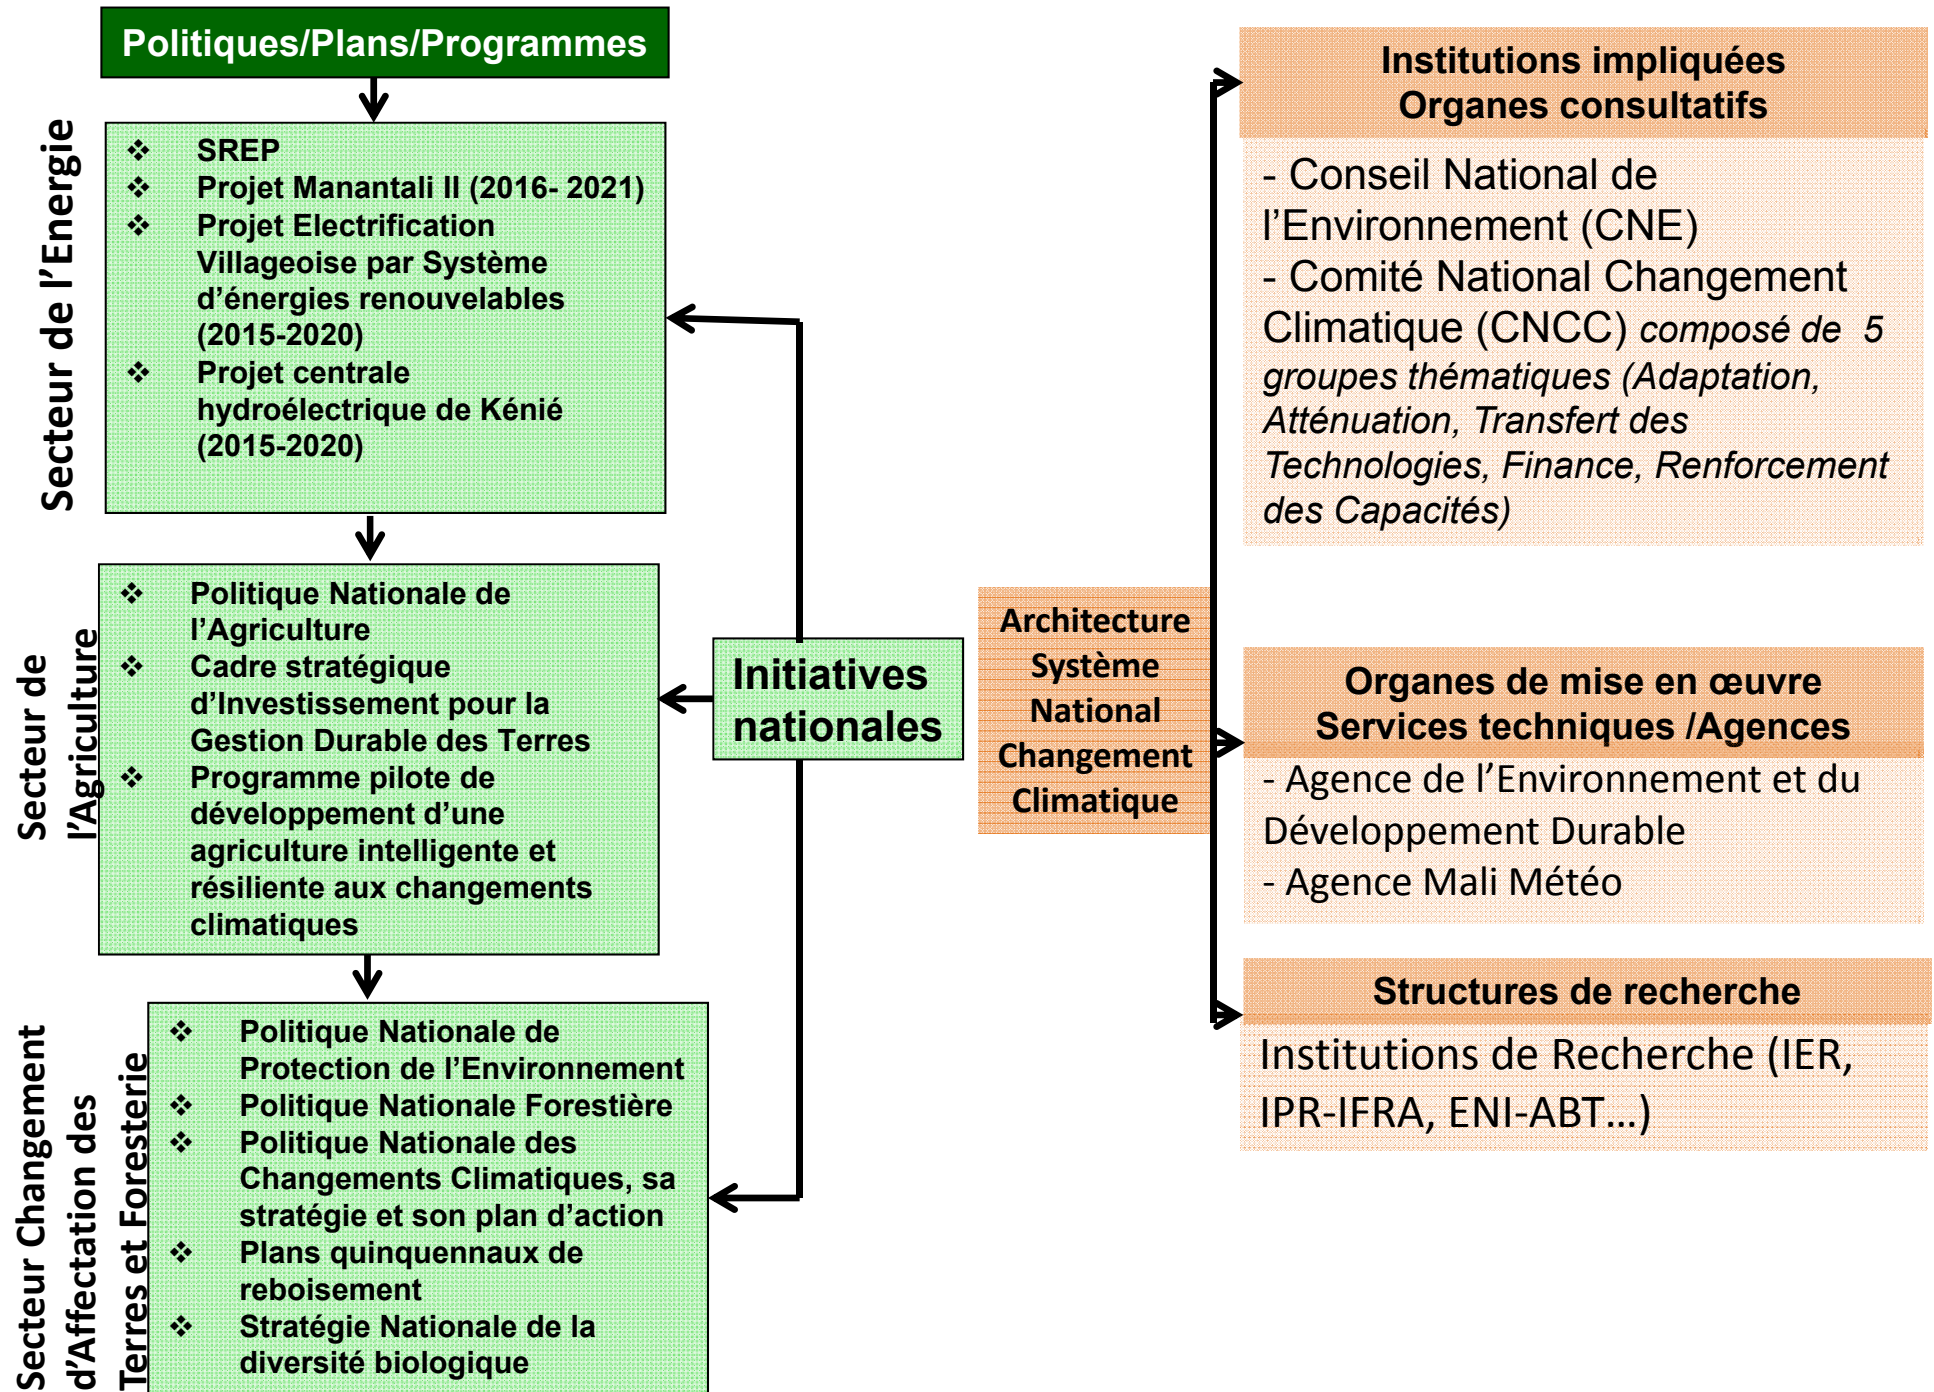 Politiques/Plans/Programmes
Secteur de l'Energie
❖ SREP
❖ Projet Manantali II (2016- 2021)
❖ Projet Electrification
Villageoise par Système
d'énergies renouvelables
(2015-2020)
❖ Projet centrale
hydroélectrique de Kénié
(2015-2020)
Secteur de
l'Agriculture
❖ Politique Nationale de
l'Agriculture
❖ Cadre stratégique
d'Investissement pour la
Gestion Durable des Terres
❖ Programme pilote de
développement d'une
agriculture intelligente et
résiliente aux changements
climatiques
Secteur Changement
d'Affectation des
Terres et Foresterie
❖ Politique Nationale de
Protection de l'Environnement
❖ Politique Nationale Forestière
❖ Politique Nationale des
Changements Climatiques, sa
stratégie et son plan d'action
❖ Plans quinquennaux de
reboisement
❖ Stratégie Nationale de la
diversité biologique
Initiatives
nationales
Architecture
Système
National
Changement
Climatique
Institutions impliquées
Organes consultatifs
- Conseil National de
l'Environnement (CNE)
- Comité National Changement
Climatique (CNCC) composé de 5
groupes thématiques (Adaptation,
Atténuation, Transfert des
Technologies, Finance, Renforcement
des Capacités)
Organes de mise en œuvre
Services techniques /Agences
- Agence de l'Environnement et du
Développement Durable
- Agence Mali Météo
Structures de recherche
Institutions de Recherche (IER,
IPR-IFRA, ENI-ABT...)